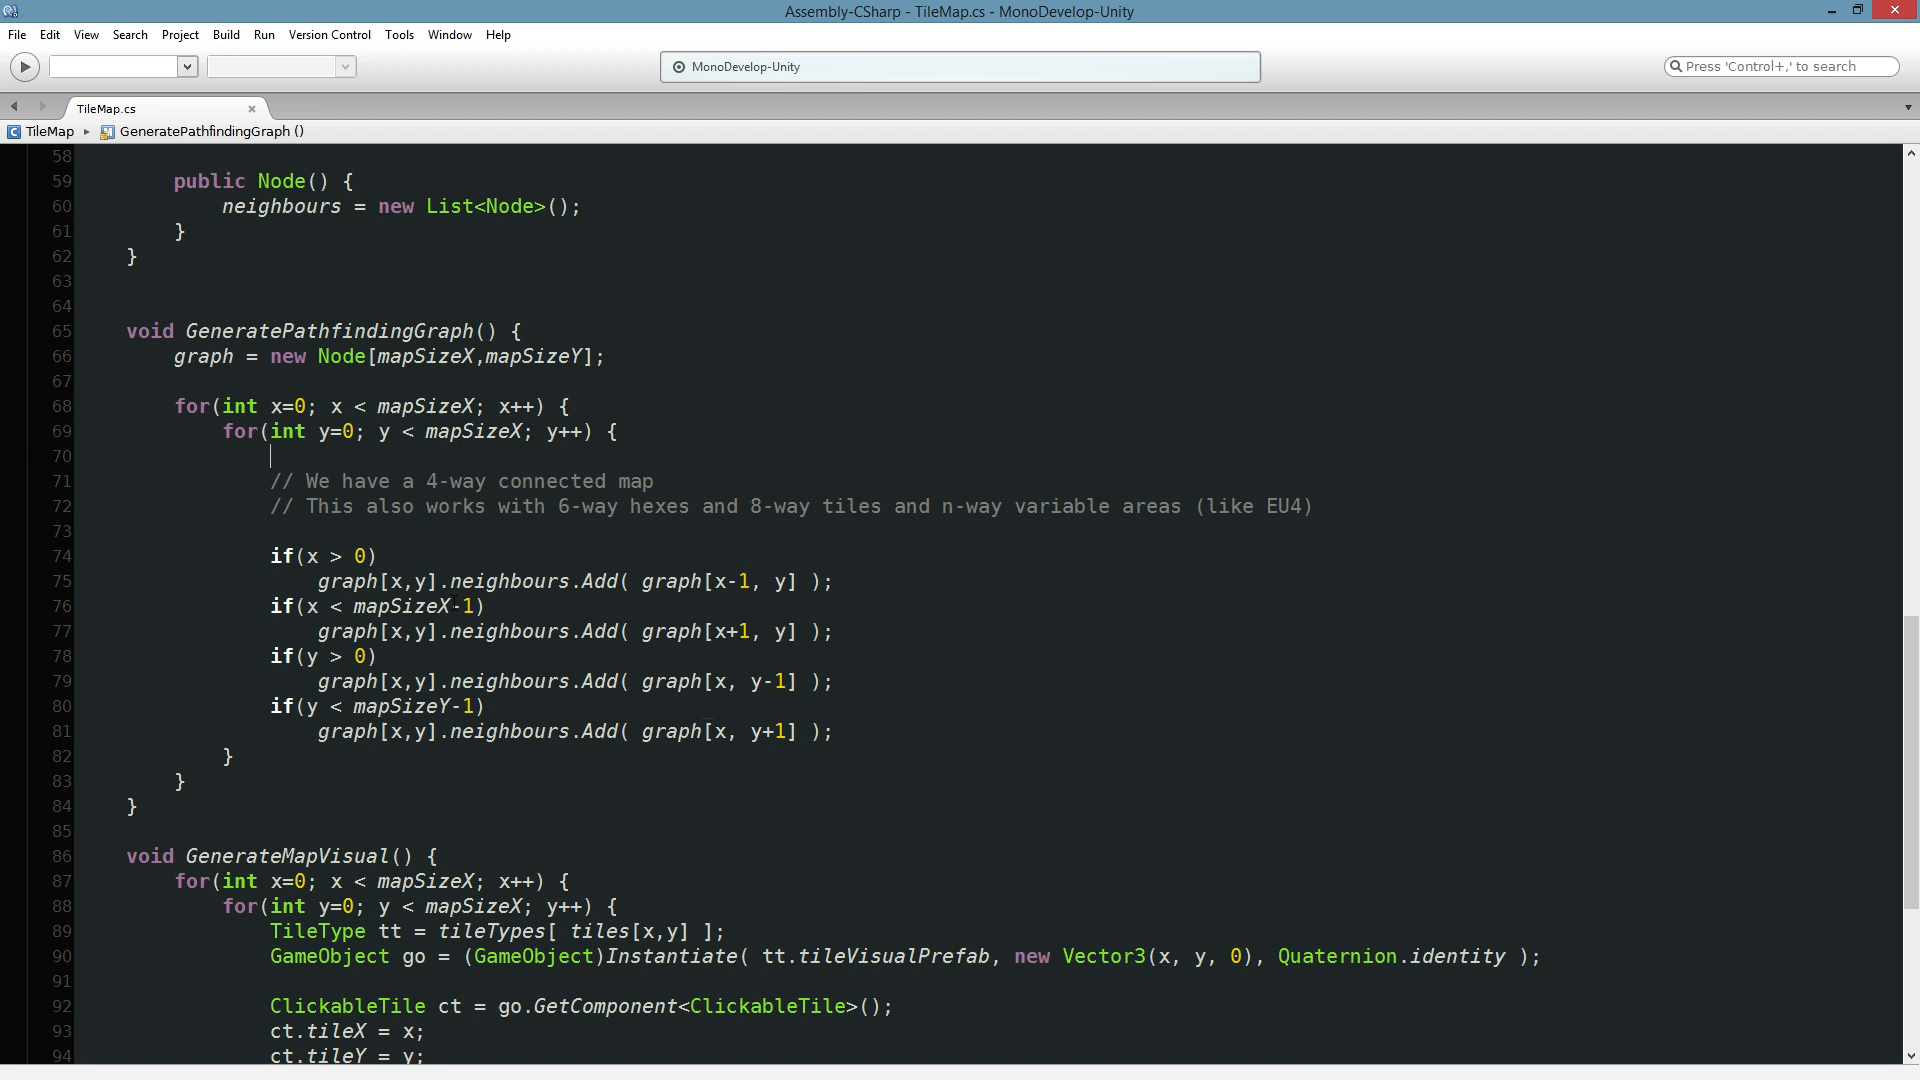 Assembly-CSharp - TileMap.cs - MonoDevelop-Unity
File Edit View Search Project Build Run Version Control Tools Window Help
MonoDevelop-Unity
Press 'Control+,' to search
TileMap.cs
TileMap GeneratePathfindingGraph ()
58
59 public Node() {
60 neighbours = new List<Node>();
61 }
62 }
63
64
65 void GeneratePathfindingGraph() {
66 graph = new Node[mapSizeX,mapSizeY];
67
68 for(int x=0; x < mapSizeX; x++) {
69 for(int y=0; y < mapSizeX; y++) {
70
71 // We have a 4-way connected map
72 // This also works with 6-way hexes and 8-way tiles and n-way variable areas (like EU4)
73
74 if(x > 0)
75 graph[x,y].neighbours.Add( graph[x-1, y] );
76 if(x < mapSizeX-1)
77 graph[x,y].neighbours.Add( graph[x+1, y] );
78 if(y > 0)
79 graph[x,y].neighbours.Add( graph[x, y-1] );
80 if(y < mapSizeY-1)
81 graph[x,y].neighbours.Add( graph[x, y+1] );
82 }
83 }
84 }
85
86 void GenerateMapVisual() {
87 for(int x=0; x < mapSizeX; x++) {
88 for(int y=0; y < mapSizeX; y++) {
89 TileType tt = tileTypes[ tiles[x,y] ];
90 GameObject go = (GameObject)Instantiate( tt.tileVisualPrefab, new Vector3(x, y, 0), Quaternion.identity );
91
92 ClickableTile ct = go.GetComponent<ClickableTile>();
93 ct.tileX = x;
94 ct.tileY = y;